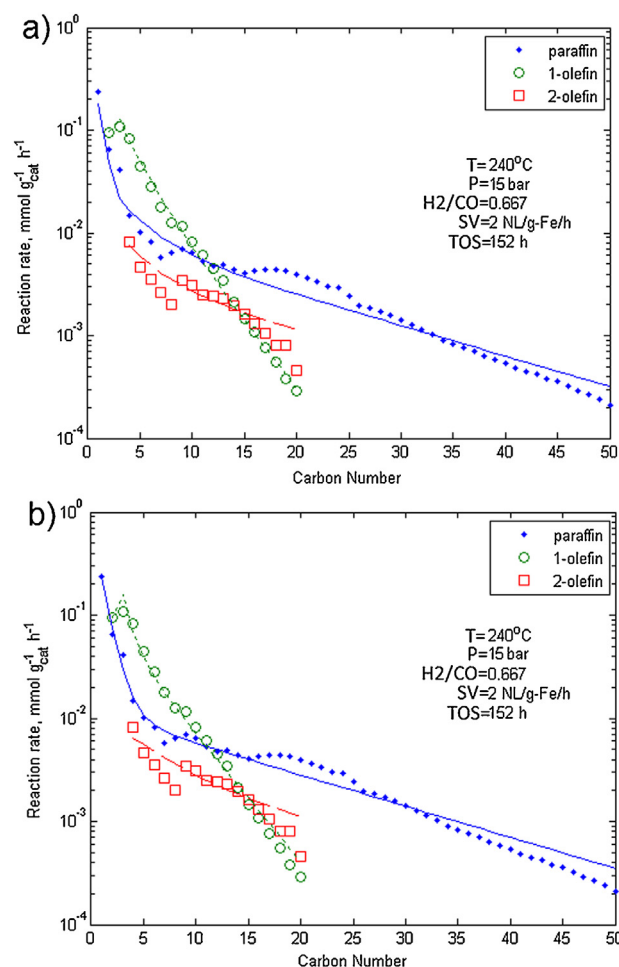 a)
10^0
10^-1
10^-2
10^-3
10^-4
Reaction rate, mmol g^-1_cat h^-1
paraffin
1-olefin
2-olefin
T=240°C
P=15 bar
H2/CO=0.667
SV=2 NL/g-Fe/h
TOS=152 h
0 5 10 15 20 25 30 35 40 45 50
Carbon Number
b)
10^0
10^-1
10^-2
10^-3
10^-4
Reaction rate, mmol g^-1_cat h^-1
paraffin
1-olefin
2-olefin
T=240°C
P=15 bar
H2/CO=0.667
SV=2 NL/g-Fe/h
TOS=152 h
0 5 10 15 20 25 30 35 40 45 50
Carbon Number